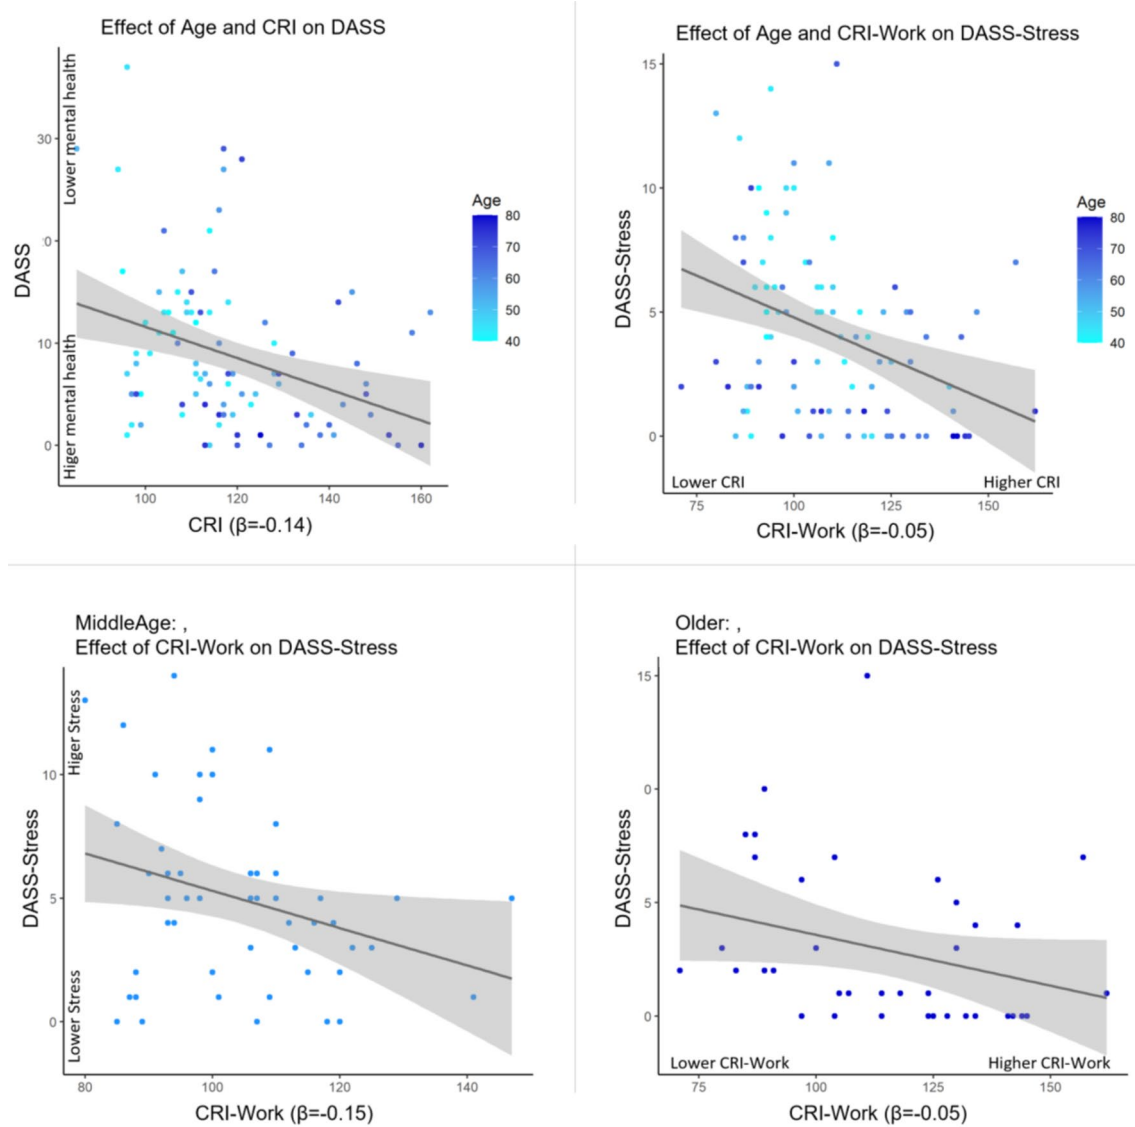 Effect of Age and CRI on DASS
Lower mental health
Higer mental health
DASS
30
0
10
0
100
120
140
160
CRI (β=-0.14)
Age
80
70
60
50
40
Effect of Age and CRI-Work on DASS-Stress
DASS-Stress
15
10
5
0
Lower CRI
Higher CRI
75
100
125
150
CRI-Work (β=-0.05)
Age
80
70
60
50
40
MiddleAge: ,
Effect of CRI-Work on DASS-Stress
Higer Stress
Lower Stress
DASS-Stress
10
5
0
80
100
120
140
CRI-Work (β=-0.15)
Older: ,
Effect of CRI-Work on DASS-Stress
DASS-Stress
15
0
5
0
Lower CRI-Work
Higher CRI-Work
75
100
125
150
CRI-Work (β=-0.05)